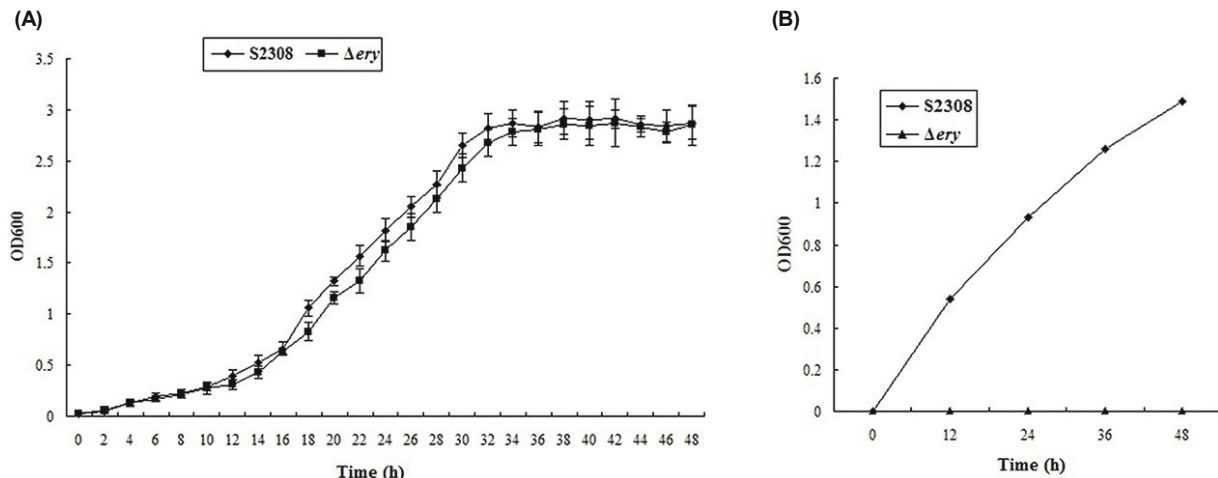 (A)
S2308 Δery
3.5
3
2.5
2
1.5
1
0.5
0
OD600
0 2 4 6 8 10 12 14 16 18 20 22 24 26 28 30 32 34 36 38 40 42 44 46 48
Time (h)
(B)
S2308
Δery
1.6
1.4
1.2
1
0.8
0.6
0.4
0.2
0
OD600
0 12 24 36 48
Time (h)